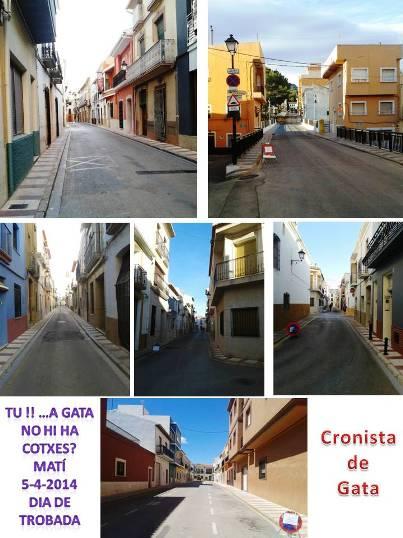 TU !! ...A GATA
NO HI HA
COTXES?
MATÍ
5-4-2014
DIA DE
TROBADA
Cronista
de
Gata